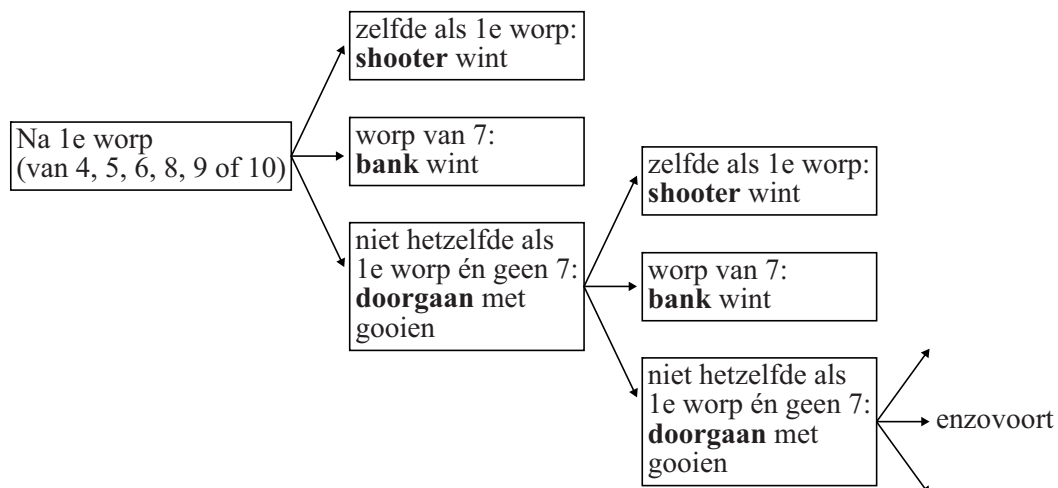 zelfde als 1e worp:
shooter wint
Na 1e worp
(van 4, 5, 6, 8, 9 of 10)
worp van 7:
bank wint
niet hetzelfde als
1e worp én geen 7:
doorgaan met
gooien
zelfde als 1e worp:
shooter wint
worp van 7:
bank wint
niet hetzelfde als
1e worp én geen 7:
doorgaan met
gooien
enzovoort